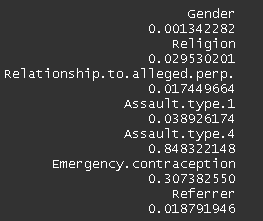 Gender
0.001342282
Religion
0.029530201
Relationship.to.alleged.perp.
0.017449664
Assault.type.1
0.038926174
Assault.type.4
0.848322148
Emergency.contraception
0.307382550
Referrer
0.018791946